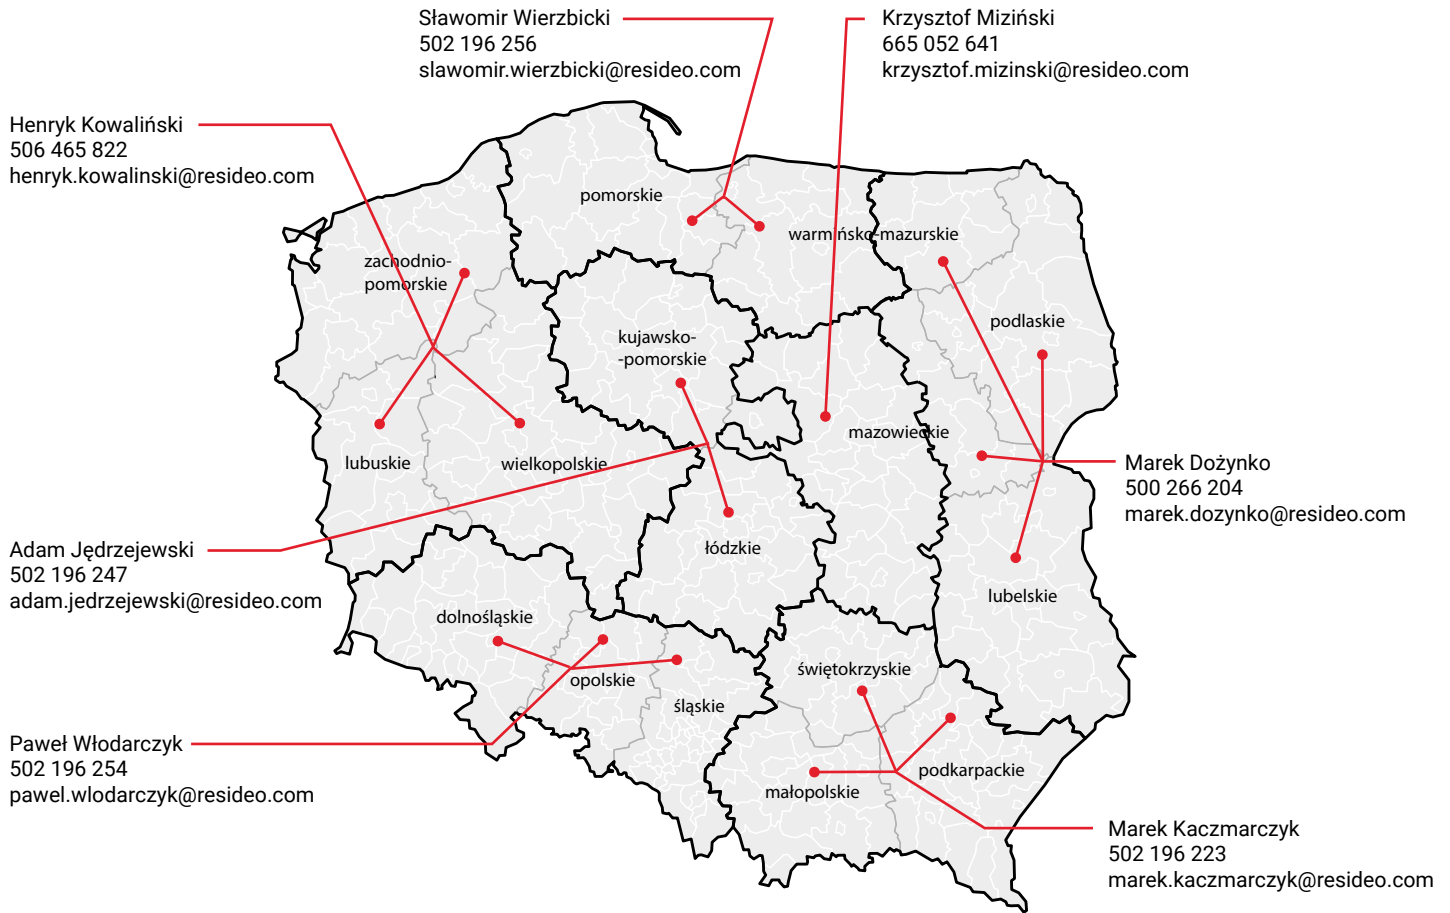 Sławomir Wierzbicki
502 196 256
slawomir.wierzbicki@resideo.com
Krzysztof Miziński
665 052 641
krzysztof.mizinski@resideo.com
Henryk Kowaliński
506 465 822
henryk.kowalinski@resideo.com
pomorskie
warmińsko-mazurskie
zachodnio-
pomorskie
podlaskie
kujawsko-
-pomorskie
mazowieckie
lubuskie
wielkopolskie
Marek Dożynko
500 266 204
marek.dozynko@resideo.com
Adam Jędrzejewski
502 196 247
adam.jedrzejewski@resideo.com
łódzkie
lubelskie
dolnośląskie
świętokrzyskie
opolskie
śląskie
Paweł Włodarczyk
502 196 254
pawel.wlodarczyk@resideo.com
podkarpackie
małopolskie
Marek Kaczmarczyk
502 196 223
marek.kaczmarczyk@resideo.com